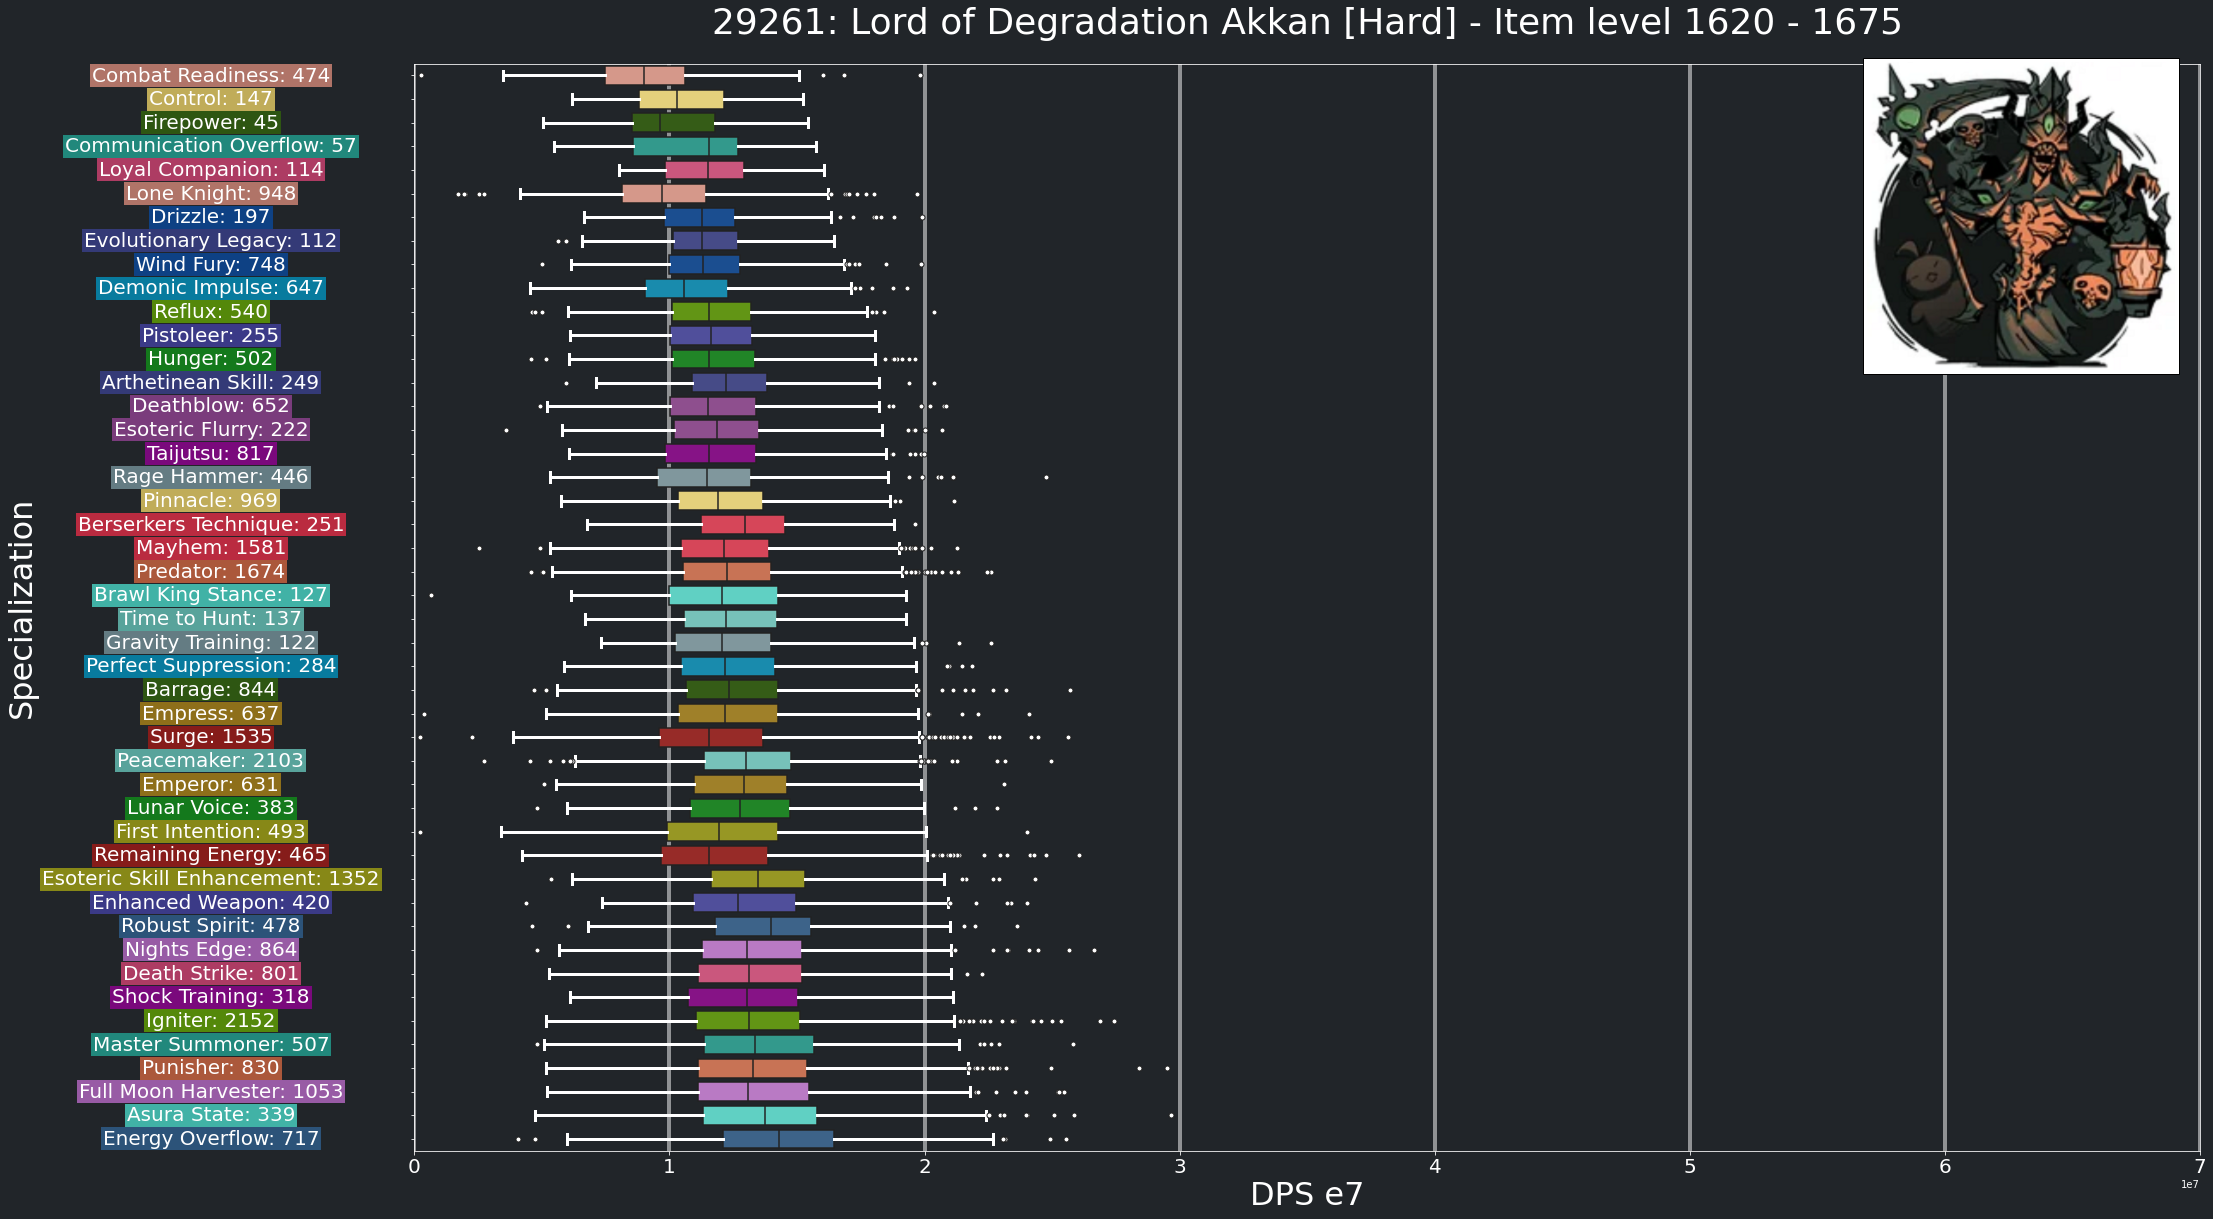 29261: Lord of Degradation Akkan [Hard] - Item level 1620 - 1675
Specialization
Combat Readiness: 474
Control: 147
Firepower: 45
Communication Overflow: 57
Loyal Companion: 114
Lone Knight: 948
Drizzle: 197
Evolutionary Legacy: 112
Wind Fury: 748
Demonic Impulse: 647
Reflux: 540
Pistoleer: 255
Hunger: 502
Arthetinean Skill: 249
Deathblow: 652
Esoteric Flurry: 222
Taijutsu: 817
Rage Hammer: 446
Pinnacle: 969
Berserkers Technique: 251
Mayhem: 1581
Predator: 1674
Brawl King Stance: 127
Time to Hunt: 137
Gravity Training: 122
Perfect Suppression: 284
Barrage: 844
Empress: 637
Surge: 1535
Peacemaker: 2103
Emperor: 631
Lunar Voice: 383
First Intention: 493
Remaining Energy: 465
Esoteric Skill Enhancement: 1352
Enhanced Weapon: 420
Robust Spirit: 478
Nights Edge: 864
Death Strike: 801
Shock Training: 318
Igniter: 2152
Master Summoner: 507
Punisher: 830
Full Moon Harvester: 1053
Asura State: 339
Energy Overflow: 717
0 1 2 3 4 5 6 7
1e7
DPS e7